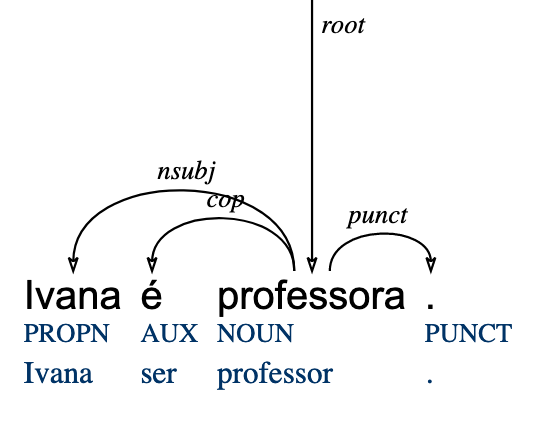 root
nsubj
cop
punct
Ivana é professora .
PROPN AUX NOUN PUNCT
Ivana ser professor .